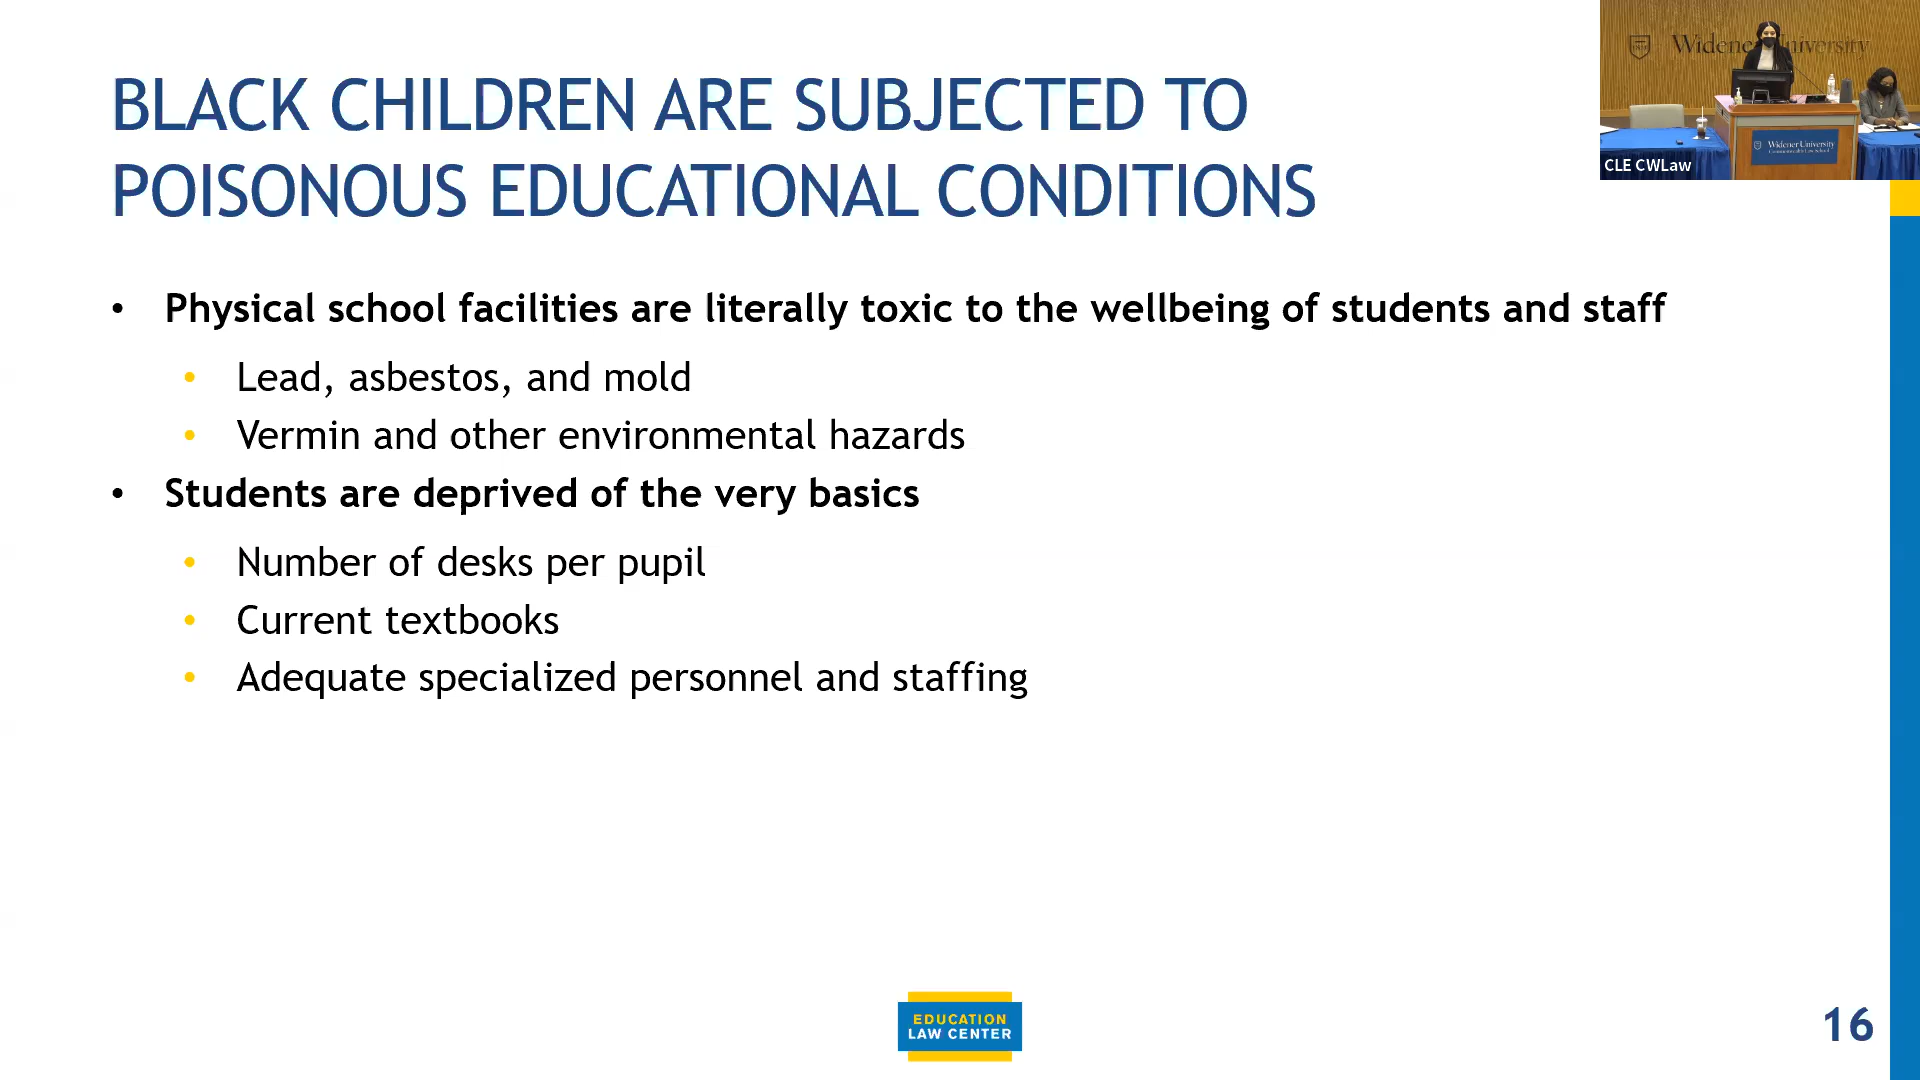 BLACK CHILDREN ARE SUBJECTED TO
POISONOUS EDUCATIONAL CONDITIONS
• Physical school facilities are literally toxic to the wellbeing of students and staff
• Lead, asbestos, and mold
• Vermin and other environmental hazards
• Students are deprived of the very basics
• Number of desks per pupil
• Current textbooks
• Adequate specialized personnel and staffing
Widener University
Widener University
CLE CWLaw
EDUCATION
LAW CENTER
16